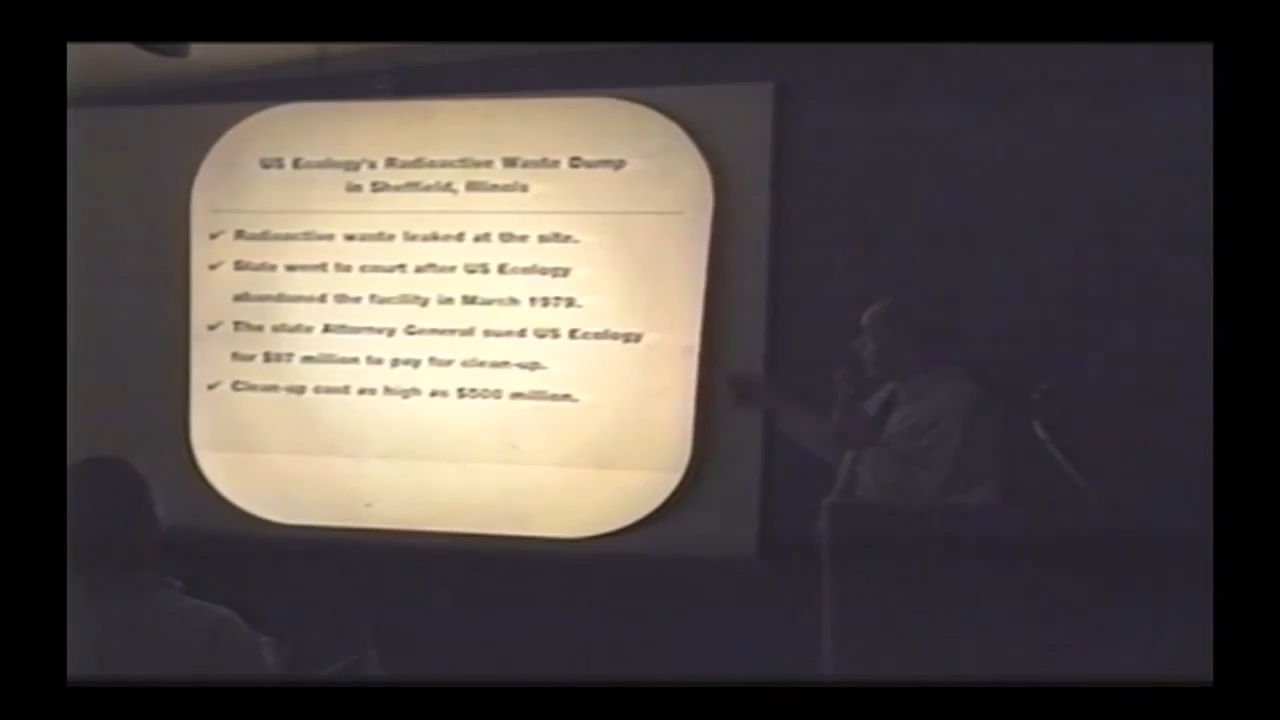 US Ecology's Radioactive Waste Dump
in Sheffield, Illinois
✓ Radioactive waste leaked at the site.
✓ State went to court after US Ecology
abandoned the facility in March 1979.
✓ The state Attorney General sued US Ecology
for $97 million to pay for clean-up.
✓ Clean-up cost as high as $500 million.